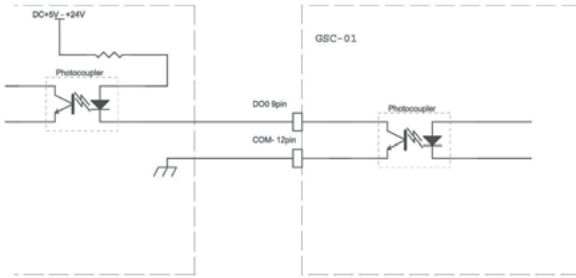 DC+5V - +24V
GSC-01
Photocoupler
DO0 9pin
Photocoupler
COM- 12pin